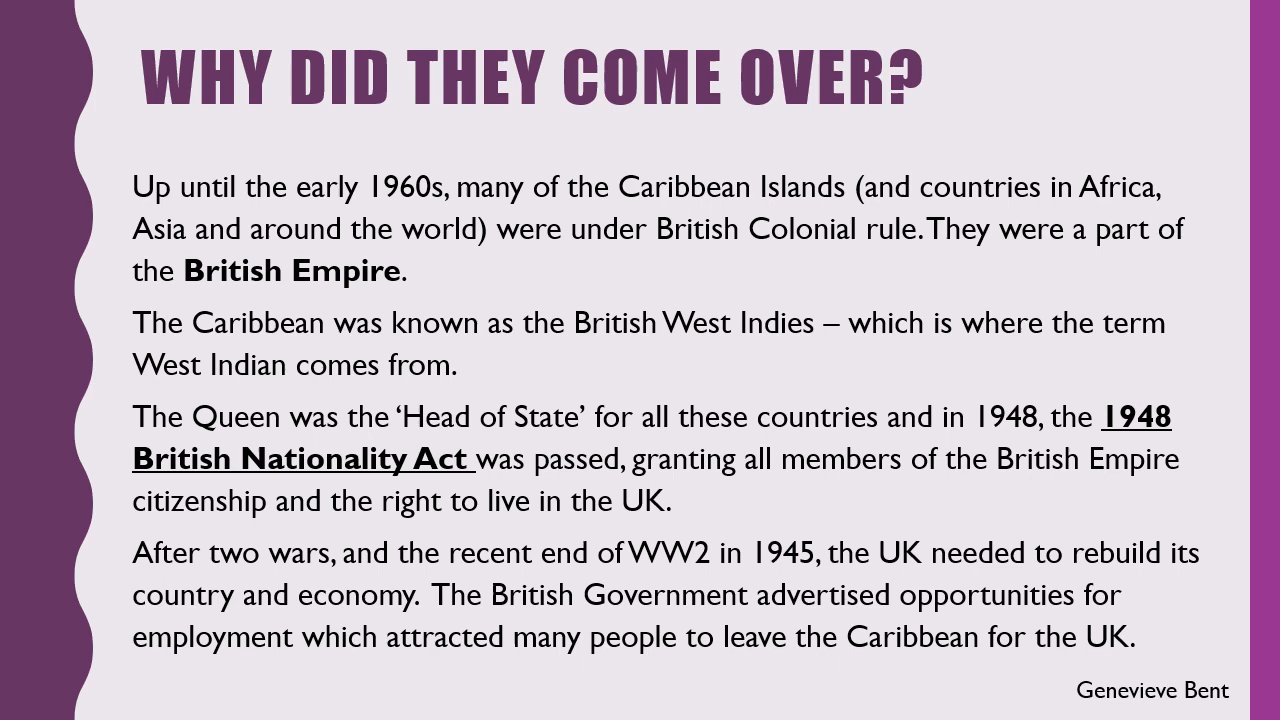 WHY DID THEY COME OVER?
Up until the early 1960s, many of the Caribbean Islands (and countries in Africa,
Asia and around the world) were under British Colonial rule. They were a part of
the British Empire.
The Caribbean was known as the British West Indies – which is where the term
West Indian comes from.
The Queen was the ‘Head of State’ for all these countries and in 1948, the 1948
British Nationality Act was passed, granting all members of the British Empire
citizenship and the right to live in the UK.
After two wars, and the recent end of WW2 in 1945, the UK needed to rebuild its
country and economy.  The British Government advertised opportunities for
employment which attracted many people to leave the Caribbean for the UK.
Genevieve Bent